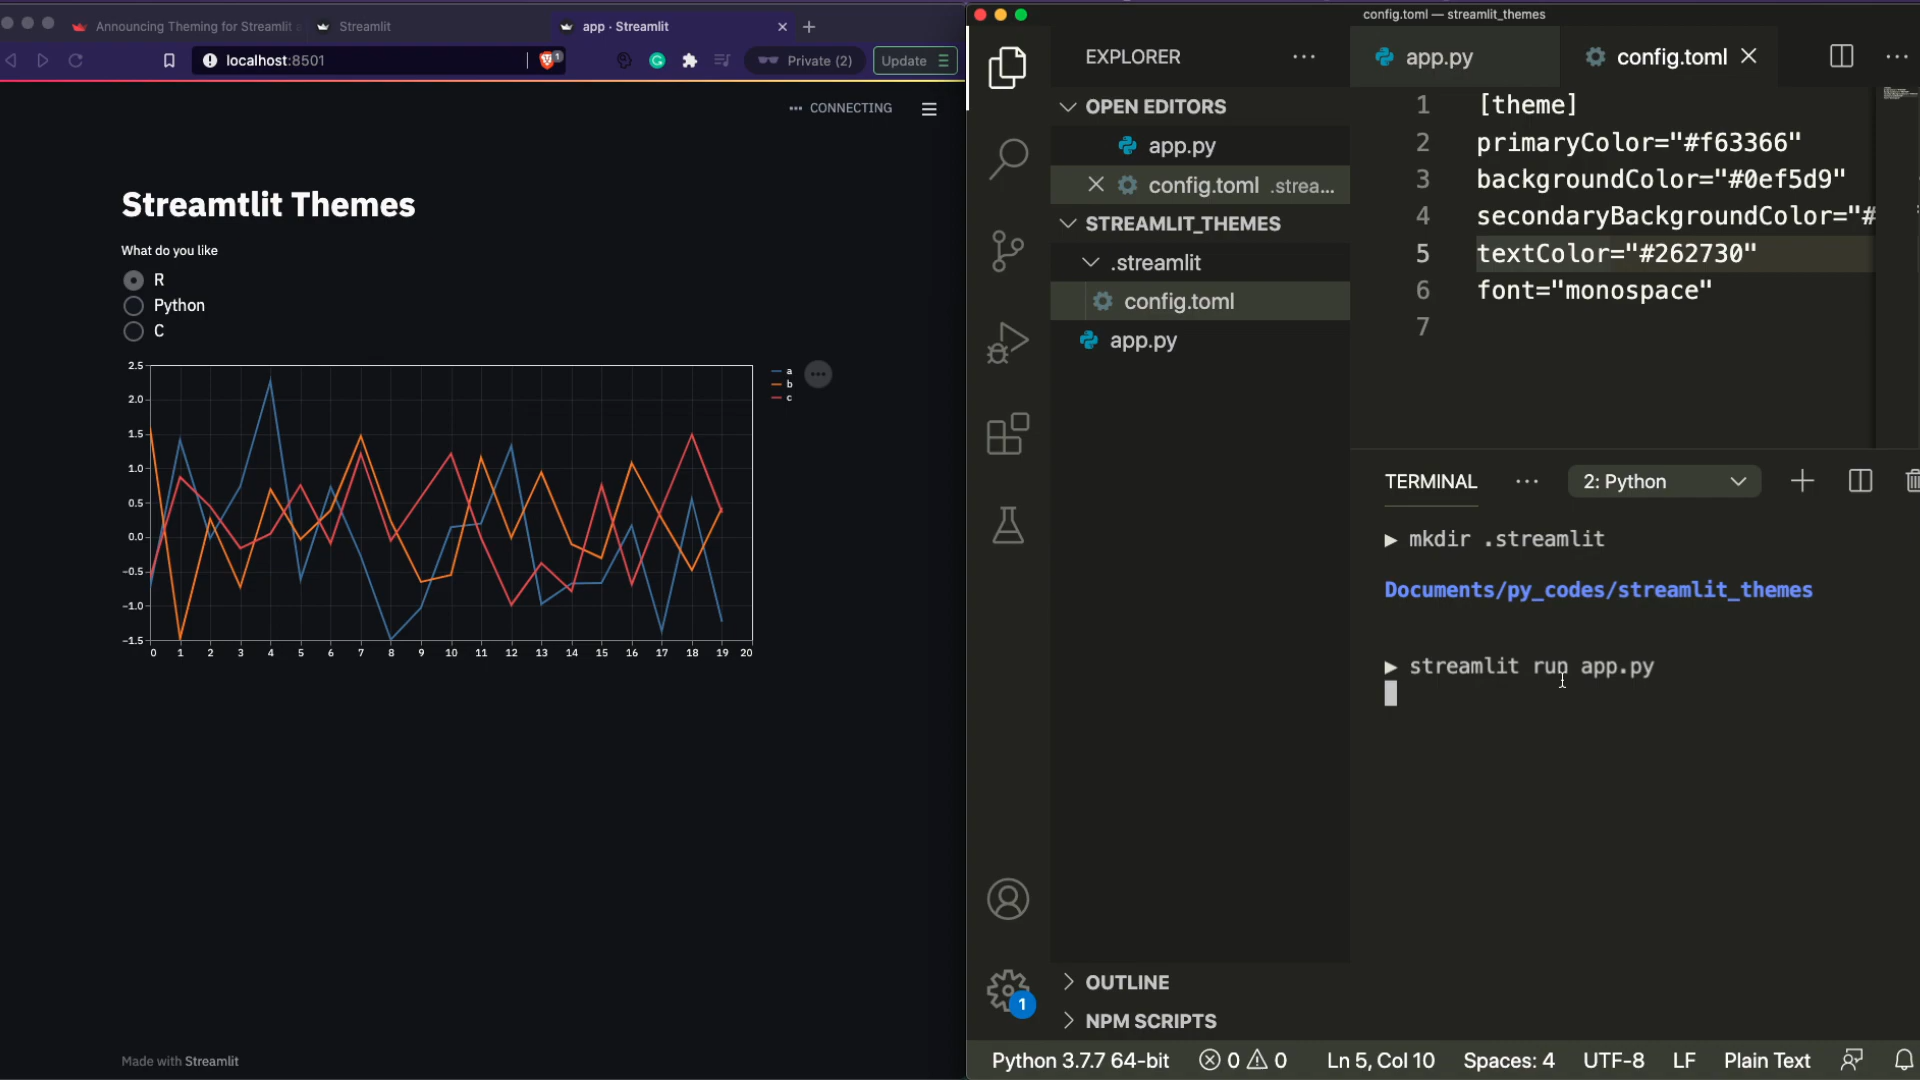 Announcing Theming for Streamlit
Streamlit
app · Streamlit
localhost:8501
1
Private (2)
Update
CONNECTING
Streamtlit Themes
What do you like
R
Python
C
2.5
2.0
1.5
1.0
0.5
0.0
−0.5
−1.0
−1.5
0 1 2 3 4 5 6 7 8 9 10 11 12 13 14 15 16 17 18 19 20
a
b
c
Made with Streamlit
config.toml — streamlit_themes
EXPLORER
OPEN EDITORS
app.py
config.toml .strea...
STREAMLIT_THEMES
.streamlit
config.toml
app.py
OUTLINE
NPM SCRIPTS
1
app.py
config.toml
1 [theme]
2 primaryColor="#f63366"
3 backgroundColor="#0ef5d9"
4 secondaryBackgroundColor="#
5 textColor="#262730"
6 font="monospace"
7
TERMINAL
2: Python
mkdir .streamlit
Documents/py_codes/streamlit_themes
streamlit run app.py
Python 3.7.7 64-bit
0 0
Ln 5, Col 10
Spaces: 4
UTF-8
LF
Plain Text